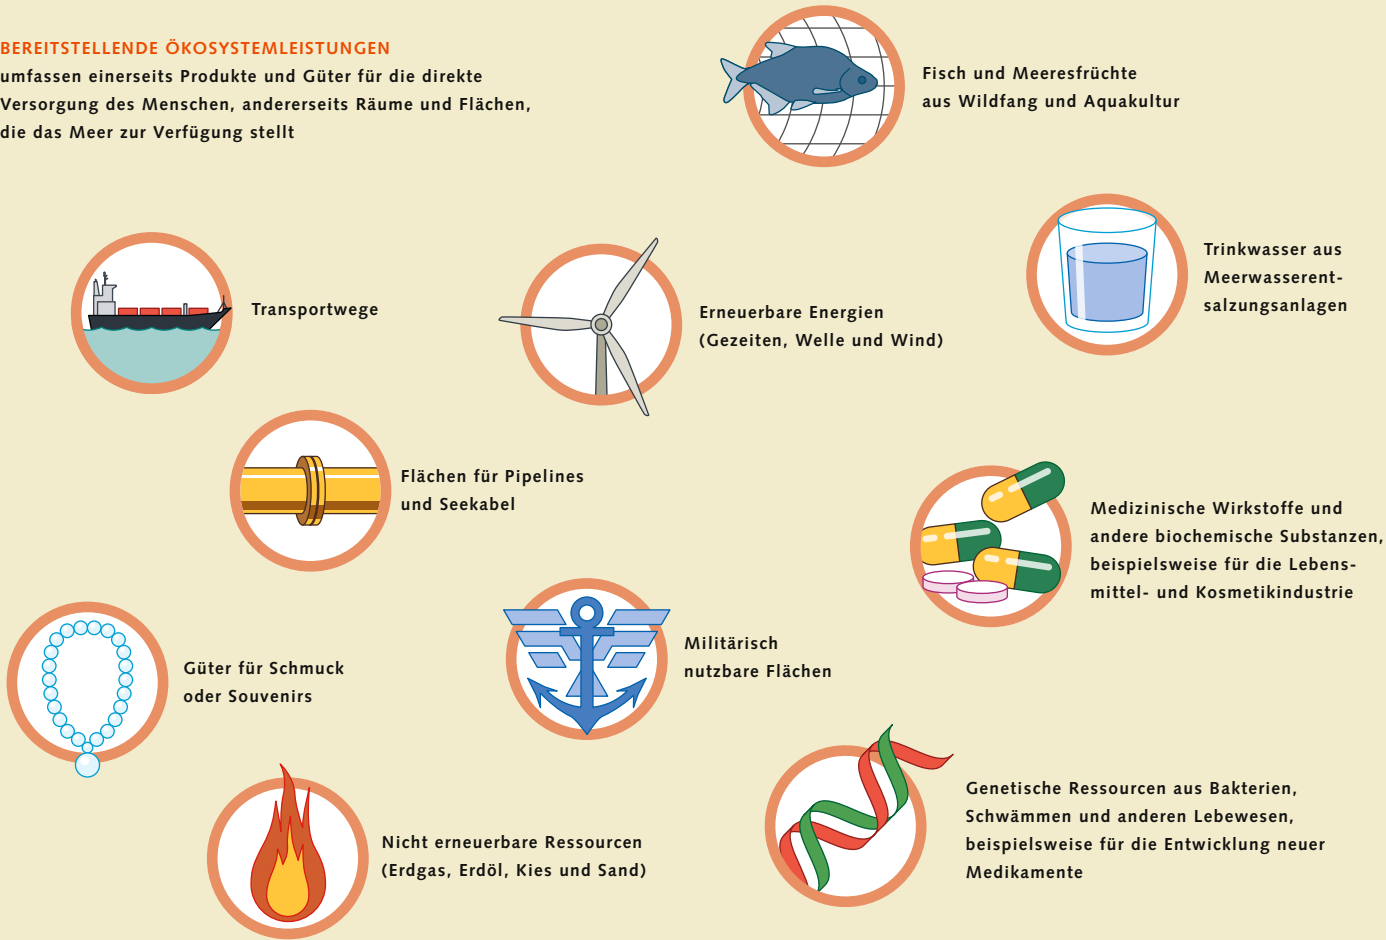 BEREITSTELLENDE ÖKOSYSTEMLEISTUNGEN
umfassen einerseits Produkte und Güter für die direkte
Versorgung des Menschen, andererseits Räume und Flächen,
die das Meer zur Verfügung stellt
Fisch und Meeresfrüchte
aus Wildfang und Aquakultur
Trinkwasser aus
Meerwasserent-
salzungsanlagen
Transportwege
Erneuerbare Energien
(Gezeiten, Welle und Wind)
Flächen für Pipelines
und Seekabel
Medizinische Wirkstoffe und
andere biochemische Substanzen,
beispielsweise für die Lebens-
mittel- und Kosmetikindustrie
Militärisch
nutzbare Flächen
Güter für Schmuck
oder Souvenirs
Genetische Ressourcen aus Bakterien,
Schwämmen und anderen Lebewesen,
beispielsweise für die Entwicklung neuer
Medikamente
Nicht erneuerbare Ressourcen
(Erdgas, Erdöl, Kies und Sand)